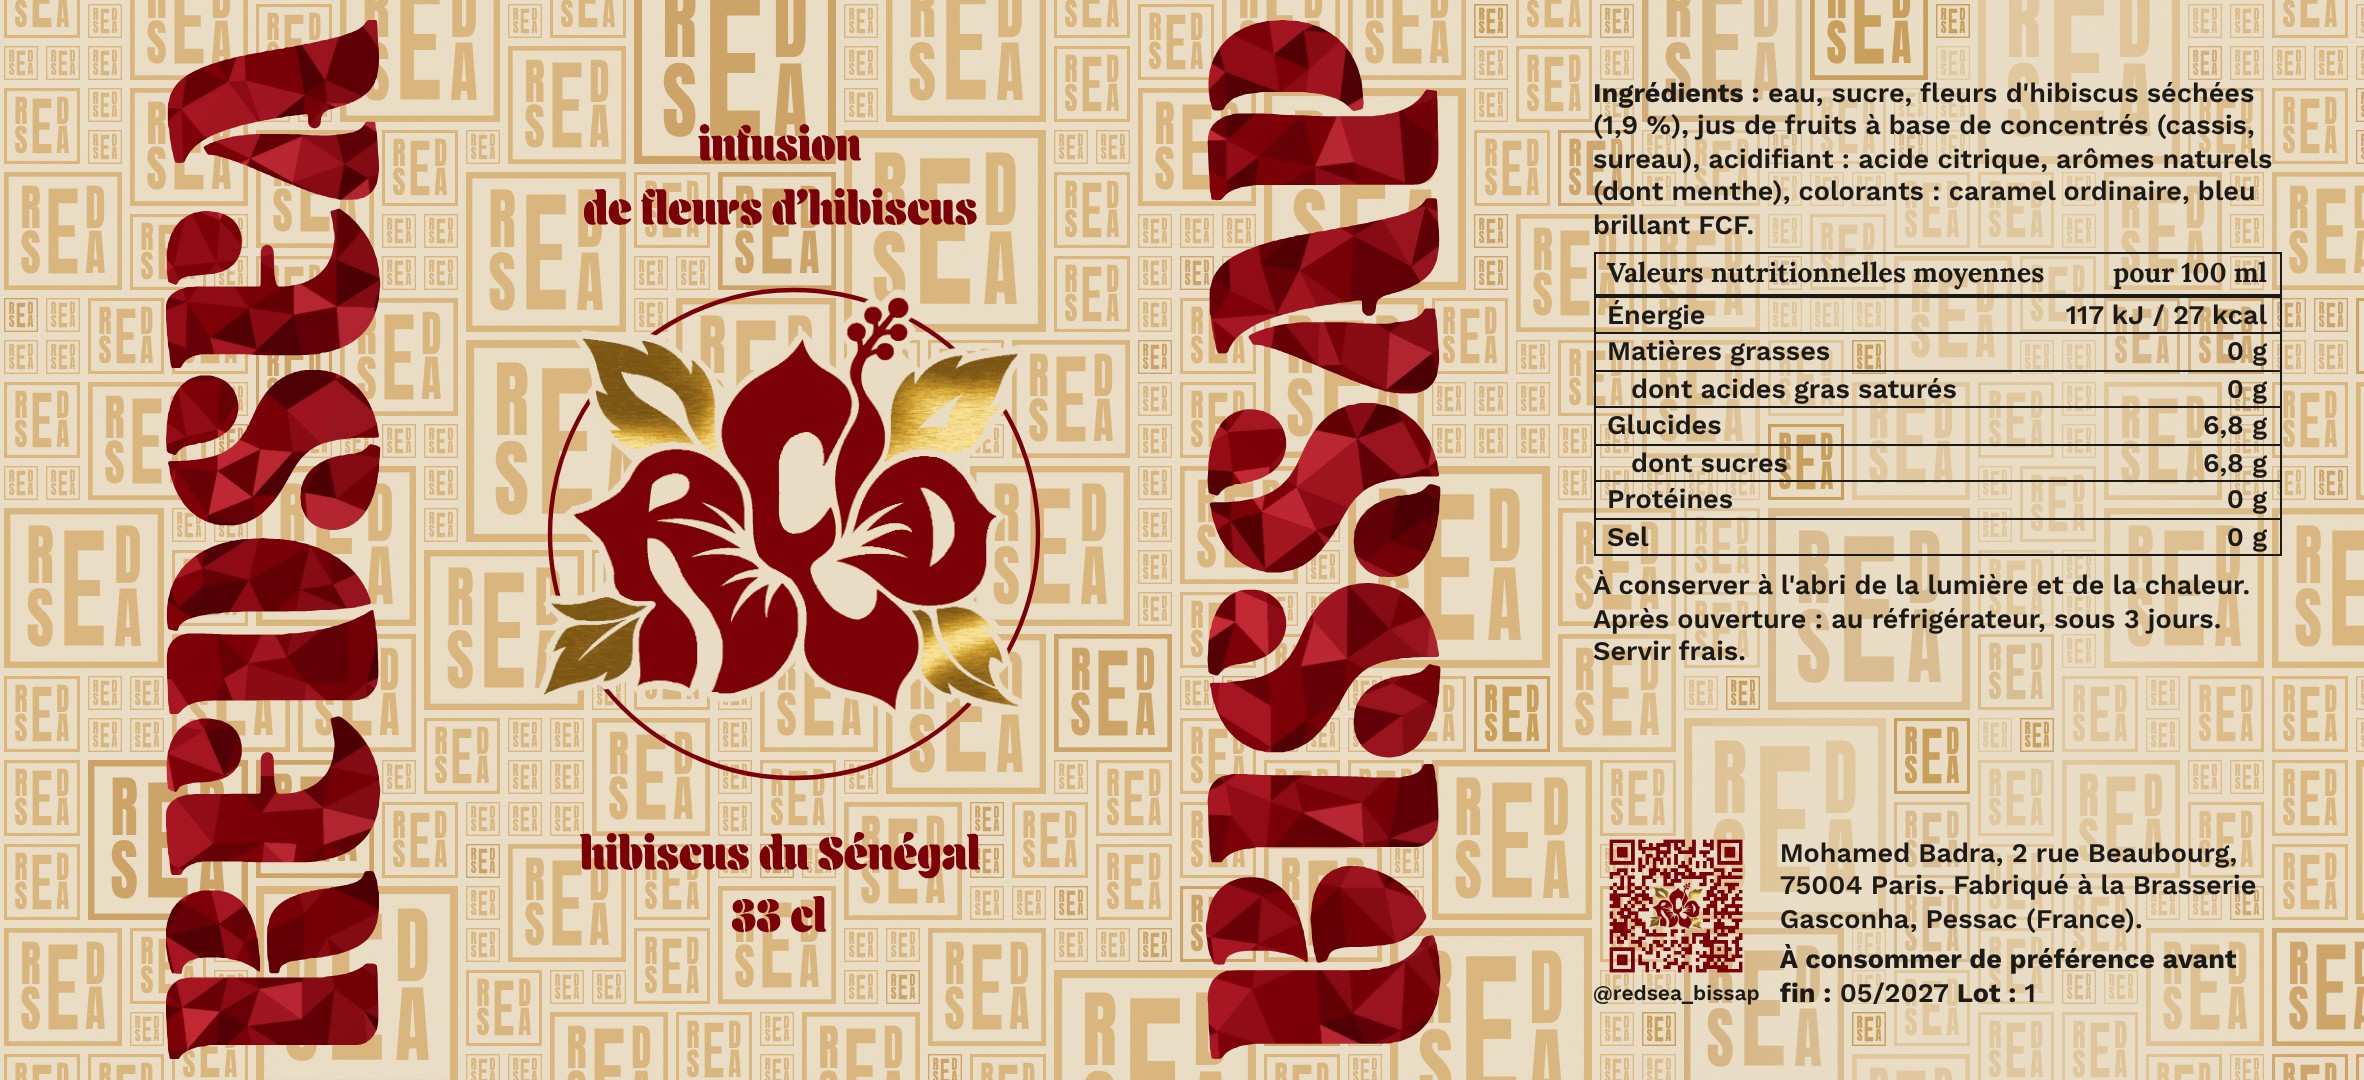 RED SEA
infusion
de fleurs d'hibiscus
RED
hibiscus du Sénégal
33 cl
BISSAP
Ingrédients : eau, sucre, fleurs d'hibiscus séchées
(1,9 %), jus de fruits à base de concentrés (cassis,
sureau), acidifiant : acide citrique, arômes naturels
(dont menthe), colorants : caramel ordinaire, bleu
brillant FCF.
Valeurs nutritionnelles moyennes pour 100 ml
Énergie 117 kJ / 27 kcal
Matières grasses 0 g
dont acides gras saturés 0 g
Glucides 6,8 g
dont sucres 6,8 g
Protéines 0 g
Sel 0 g
À conserver à l'abri de la lumière et de la chaleur.
Après ouverture : au réfrigérateur, sous 3 jours.
Servir frais.
Mohamed Badra, 2 rue Beaubourg,
75004 Paris. Fabriqué à la Brasserie
Gasconha, Pessac (France).
À consommer de préférence avant
fin : 05/2027 Lot : 1
@redsea_bissap